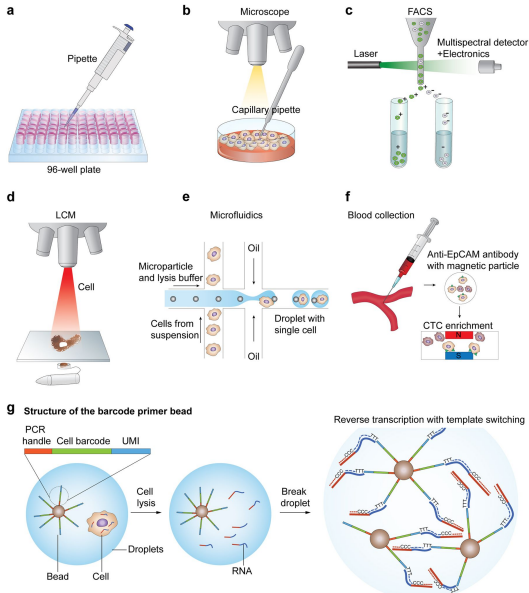 a
Pipette
96-well plate
b
Microscope
Capillary pipette
c
FACS
Laser
Multispectral detector
+Electronics
d
LCM
Cell
e
Microfluidics
Oil
Microparticle
and lysis buffer
Cells from
suspension
Droplet with
single cell
Oil
f
Blood collection
Anti-EpCAM antibody
with magnetic particle
CTC enrichment
N
S
g
Structure of the barcode primer bead
PCR
handle
Cell barcode
UMI
Cell
lysis
Droplets
Bead
Cell
RNA
Break
droplet
Reverse transcription with template switching